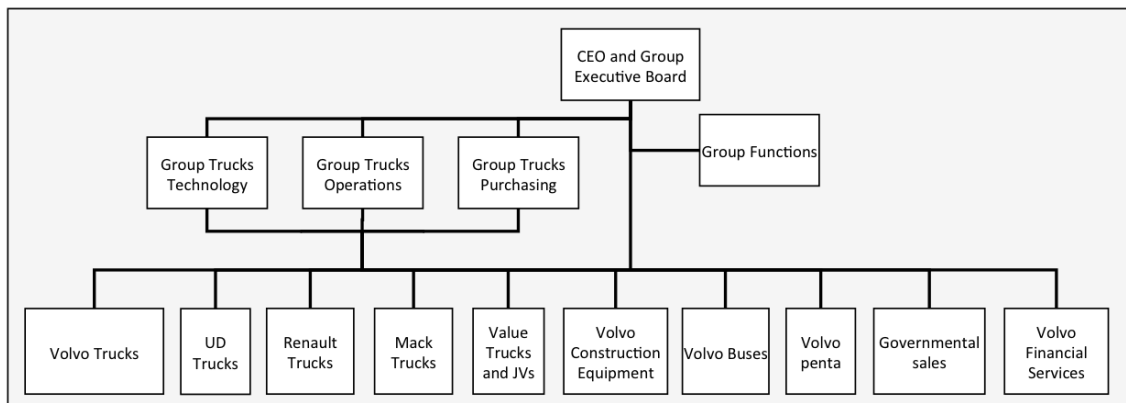 CEO and Group
Executive Board
Group Trucks
Technology
Group Trucks
Operations
Group Trucks
Purchasing
Group Functions
Volvo Trucks
UD
Trucks
Renault
Trucks
Mack
Trucks
Value
Trucks
and JVs
Volvo
Construction
Equipment
Volvo Buses
Volvo
penta
Governmental
sales
Volvo
Financial
Services